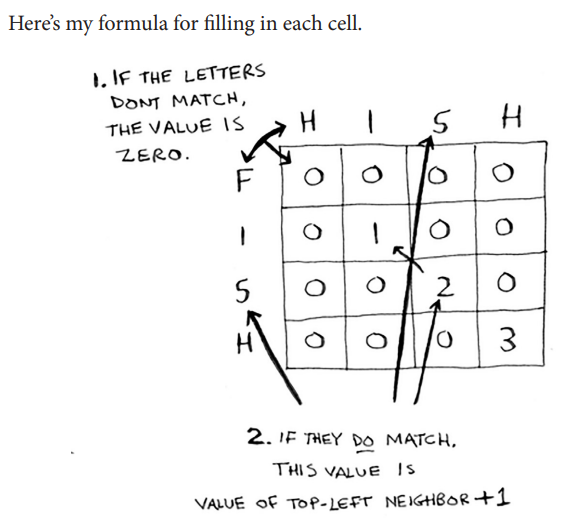 Here's my formula for filling in each cell.
1. IF THE LETTERS
DONT MATCH,
THE VALUE IS
ZERO.
H I S H
F 0 0 0 0
I 0 1 0 0
S 0 0 2 0
H 0 0 0 3
2. IF THEY DO MATCH,
THIS VALUE IS
VALUE OF TOP-LEFT NEIGHBOR +1